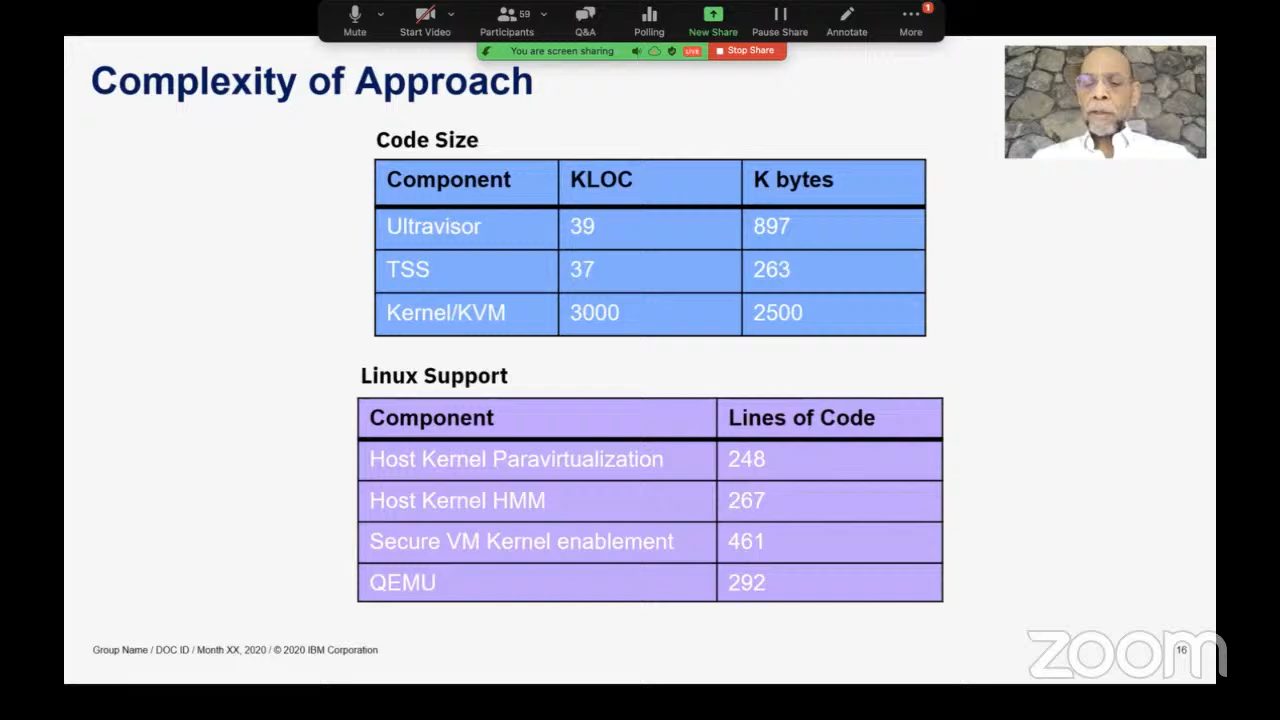 Mute
Start Video
59
Participants
Q&A
Polling
New Share
Pause Share
Annotate
1
More
You are screen sharing
LIVE
Stop Share
Complexity of Approach
Code Size
Component KLOC K bytes
Ultravisor 39 897
TSS 37 263
Kernel/KVM 3000 2500
Linux Support
Component Lines of Code
Host Kernel Paravirtualization 248
Host Kernel HMM 267
Secure VM Kernel enablement 461
QEMU 292
Group Name / DOC ID / Month XX, 2020 / © 2020 IBM Corporation
16
zoom